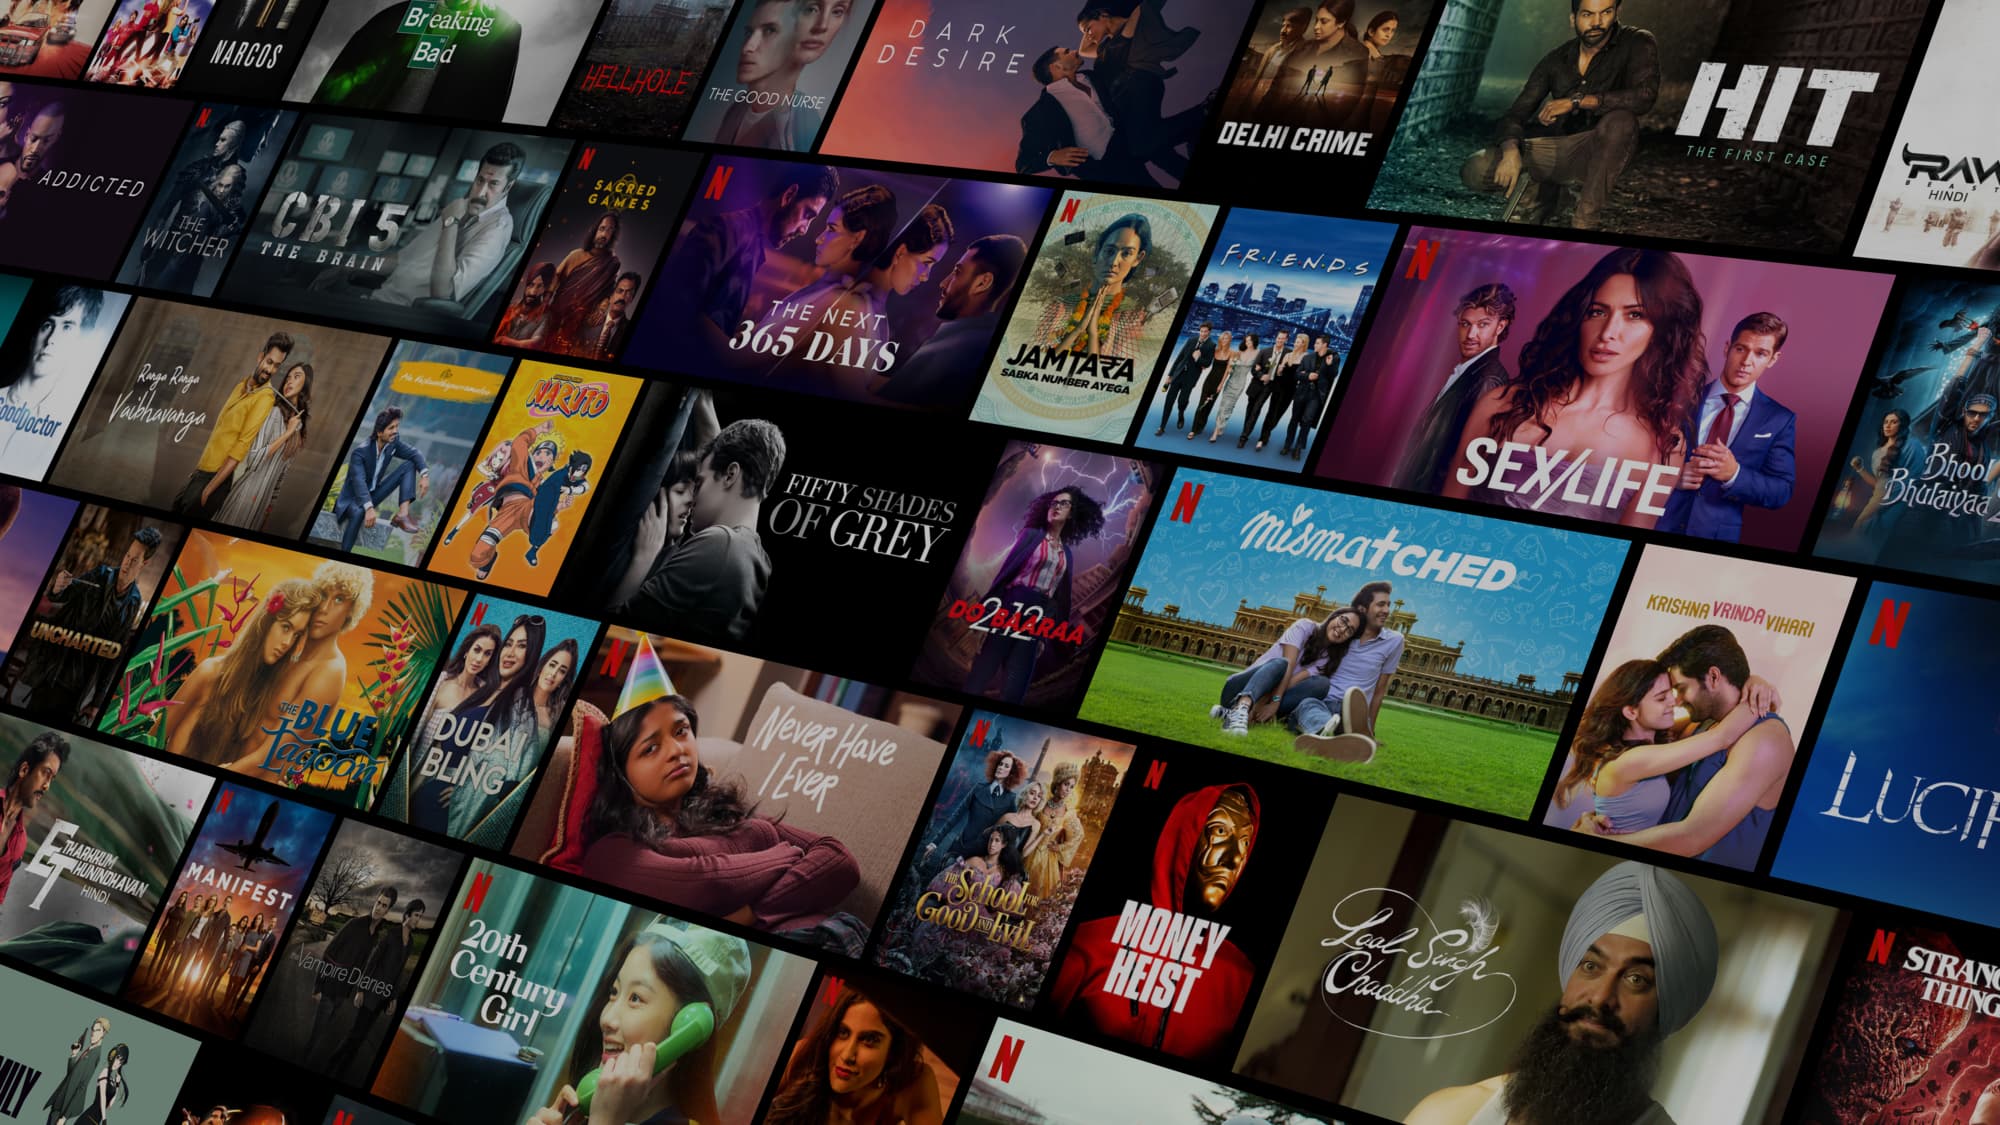 NARCOS
Breaking
Bad
HELLHOLE
THE GOOD NURSE
DARK
DESIRE
DELHI CRIME
HIT
THE FIRST CASE
RAW
BEAST
HINDI
ADDICTED
N
THE
WITCHER
CBI 5
THE BRAIN
N
SACRED
GAMES
N
THE NEXT
365 DAYS
N
JAMTARA
SABKA NUMBER AYEGA
F·R·I·E·N·D·S
N
SEX/LIFE
Bhool
Bhulaiyaa 2
Good Doctor
Ranga Ranga
Vaibhavanga
NARUTO
FIFTY SHADES
OF GREY
2:12
DO BAARAA
N
mismatCHED
KRISHNA VRINDA VIHARI
N
LUCIF
UNCHARTED
THE BLUE
Lagoon
N
DUBAI
BLING
N
NEVER HAVE
I EVER
N
THE School FOR
Good AND Evil
N
MONEY
HEIST
Laal Singh
Chaddha
N
STRANG
THING
ET
ETHARKKUM
THUNINDHAVAN
HINDI
N
MANIFEST
the Vampire Diaries
N
20th
Century
Girl
N
N
MILY
N